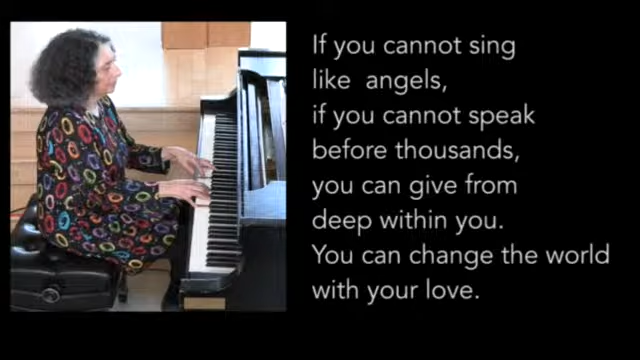 If you cannot sing
like angels,
if you cannot speak
before thousands,
you can give from
deep within you.
You can change the world
with your love.